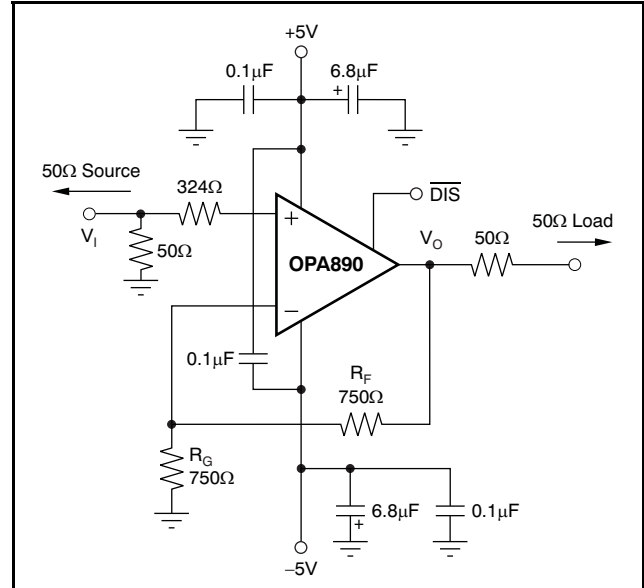 +5V
0.1µF
6.8µF
+
50Ω Source
324Ω
DIS
V_I
50Ω
+
−
OPA890
V_O
50Ω
50Ω Load
0.1µF
R_F
750Ω
R_G
750Ω
6.8µF
+
0.1µF
−5V